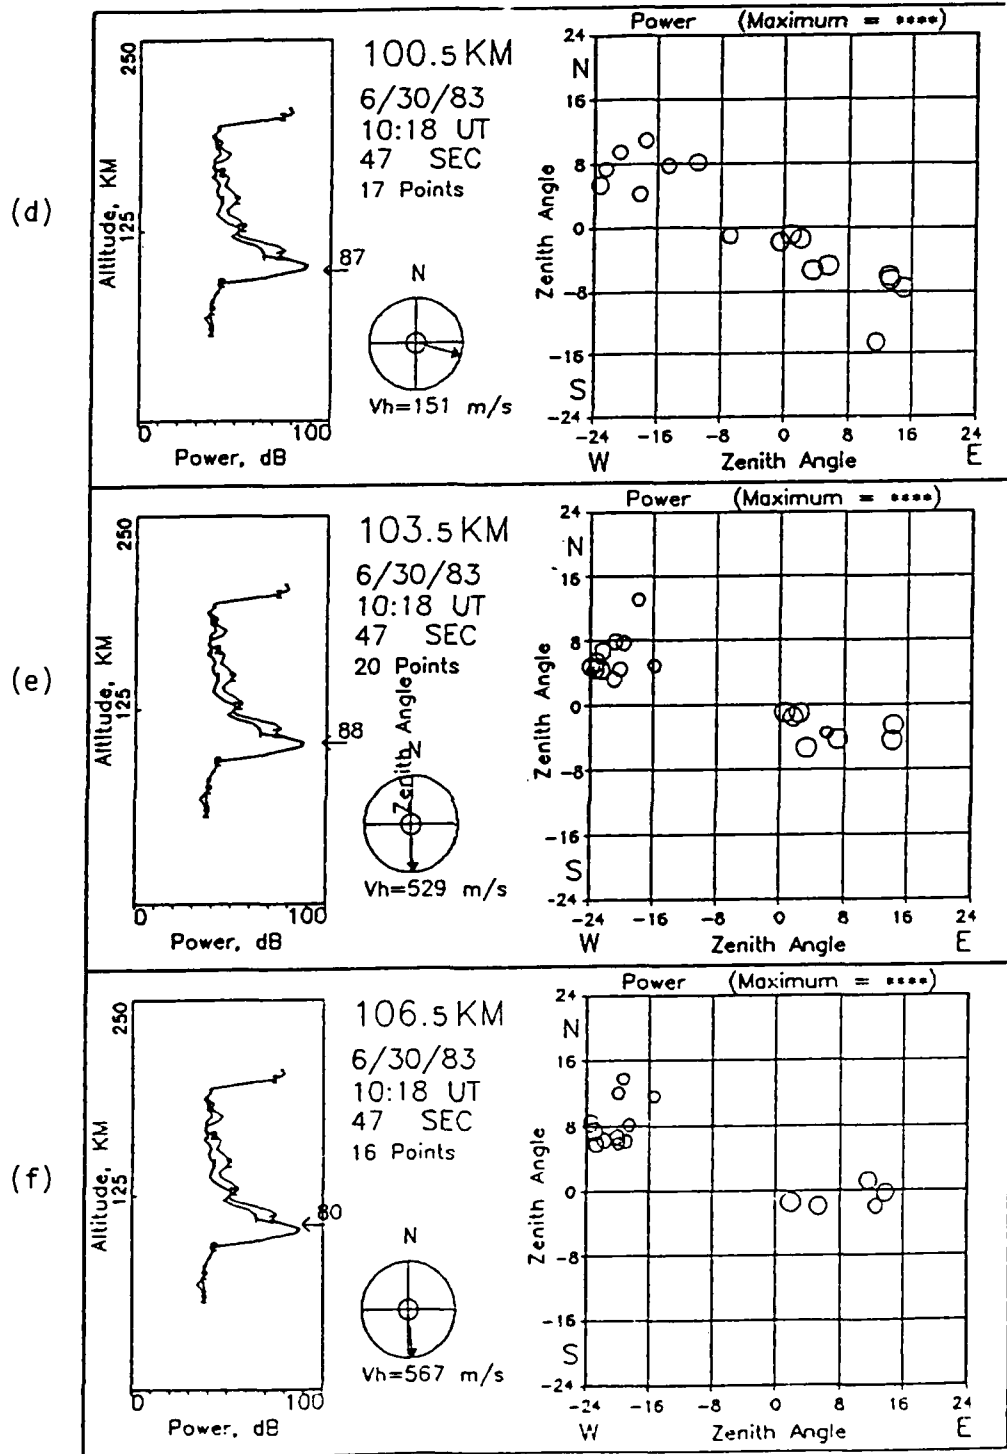 (d)
250
125
Altitude, KM
0
100
Power, dB
87
100.5 KM
6/30/83
10:18 UT
47 SEC
17 Points
N
Vh=151 m/s
Power (Maximum = ****)
24
16
8
0
-8
-16
-24
N
S
Zenith Angle
-24 -16 -8 0 8 16 24
W Zenith Angle E
(e)
250
125
Altitude, KM
0
100
Power, dB
88
103.5 KM
6/30/83
10:18 UT
47 SEC
20 Points
Zenith Angle
N
Vh=529 m/s
Power (Maximum = ****)
24
16
8
0
-8
-16
-24
N
S
Zenith Angle
-24 -16 -8 0 8 16 24
W Zenith Angle E
(f)
250
125
Altitude, KM
0
100
Power, dB
80
106.5 KM
6/30/83
10:18 UT
47 SEC
16 Points
N
Vh=567 m/s
Power (Maximum = ****)
24
16
8
0
-8
-16
-24
N
S
Zenith Angle
-24 -16 -8 0 8 16 24
W Zenith Angle E